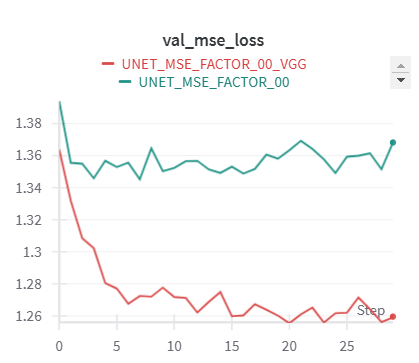 val_mse_loss
UNET_MSE_FACTOR_00_VGG
UNET_MSE_FACTOR_00
1.38
1.36
1.34
1.32
1.3
1.28
1.26
Step
0 5 10 15 20 25